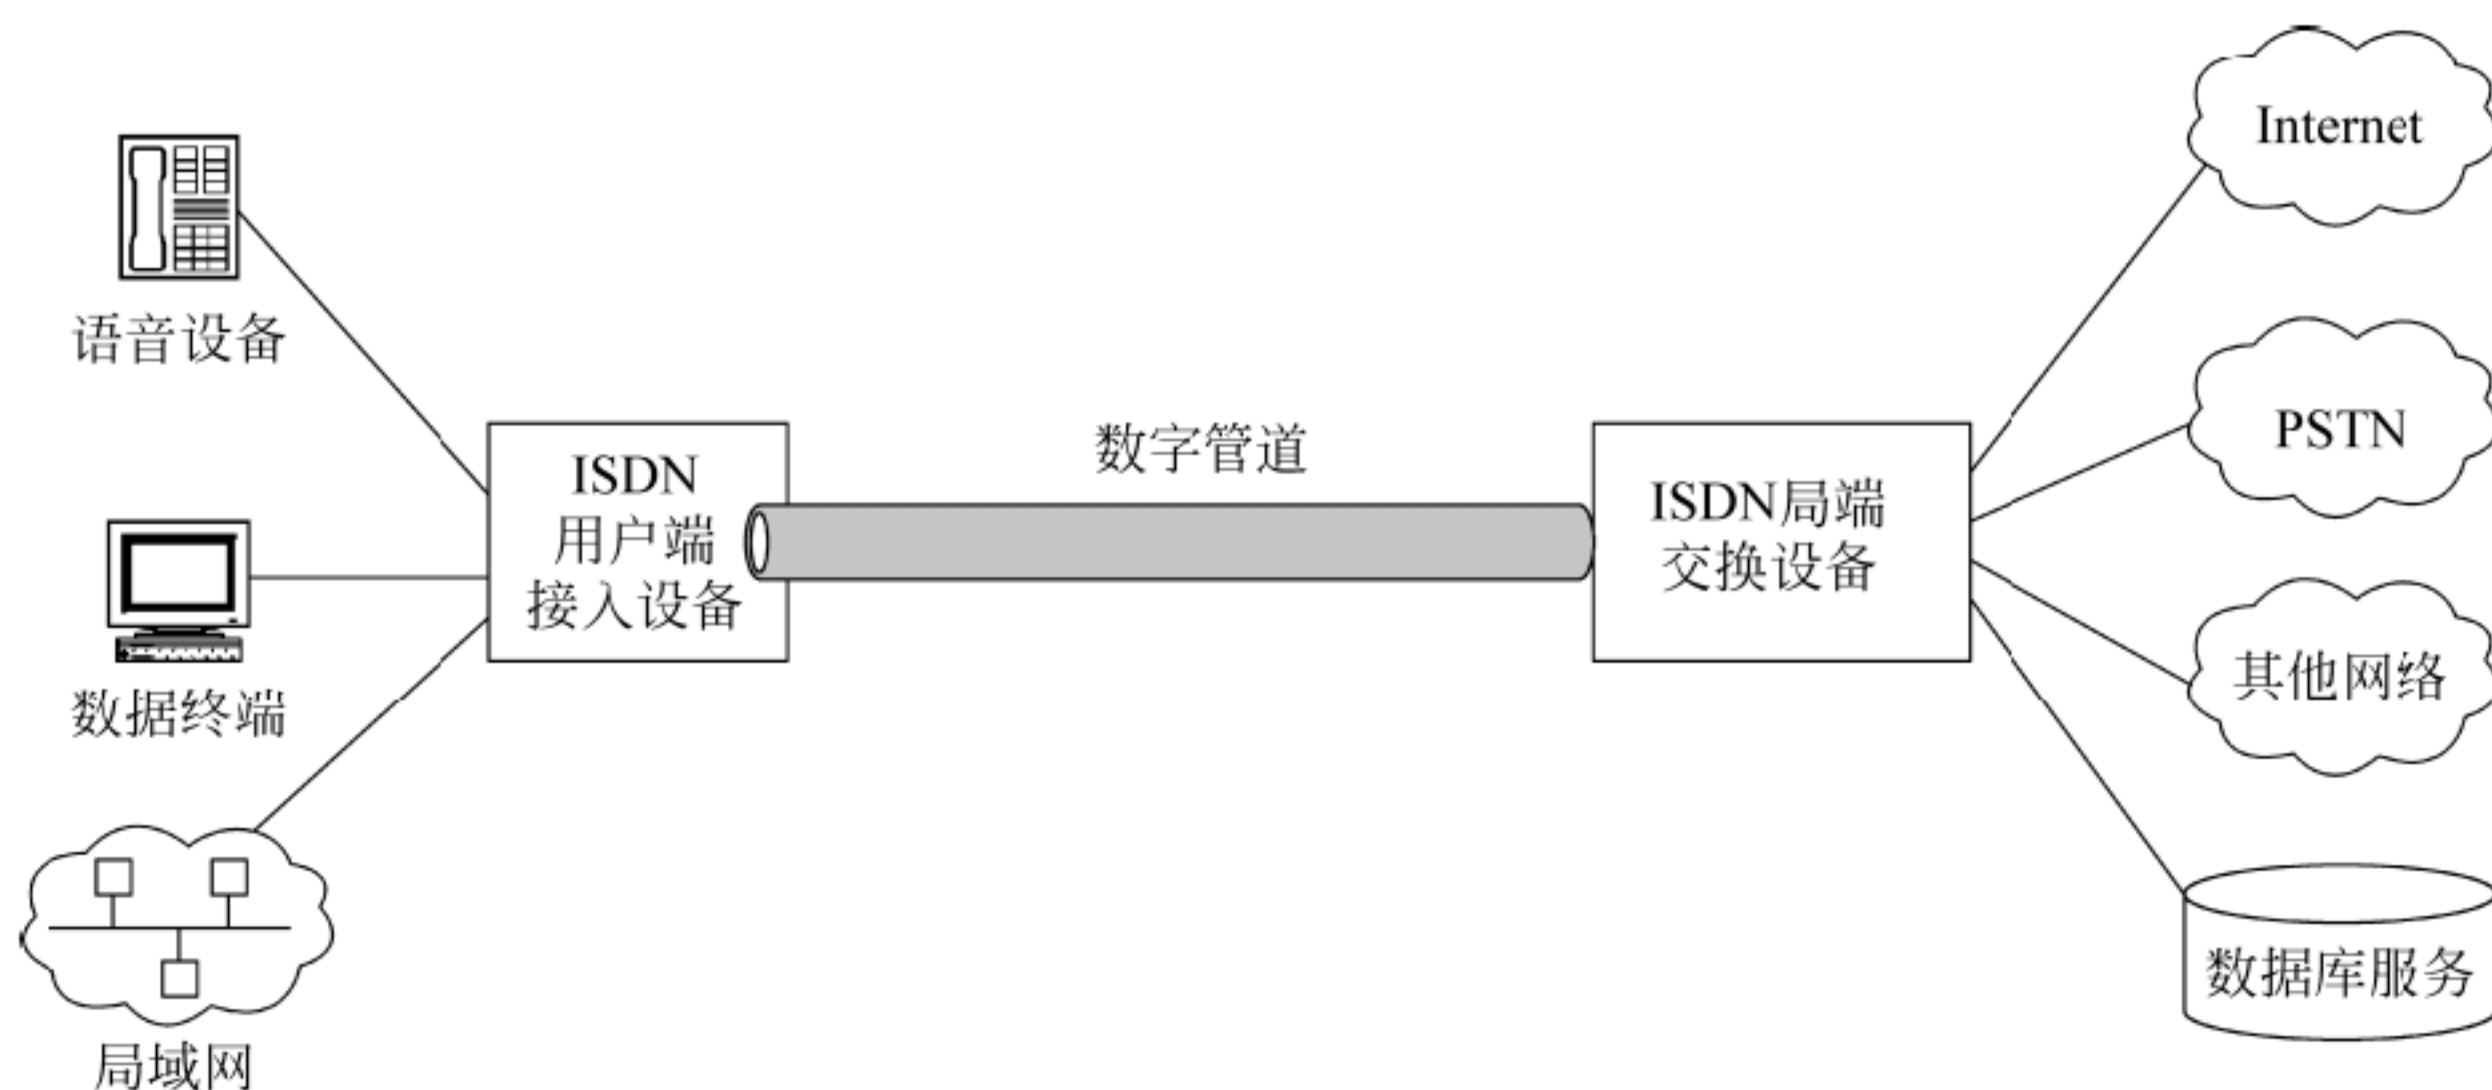 语音设备
数据终端
局域网
ISDN
用户端
接入设备
数字管道
ISDN局端
交换设备
Internet
PSTN
其他网络
数据库服务